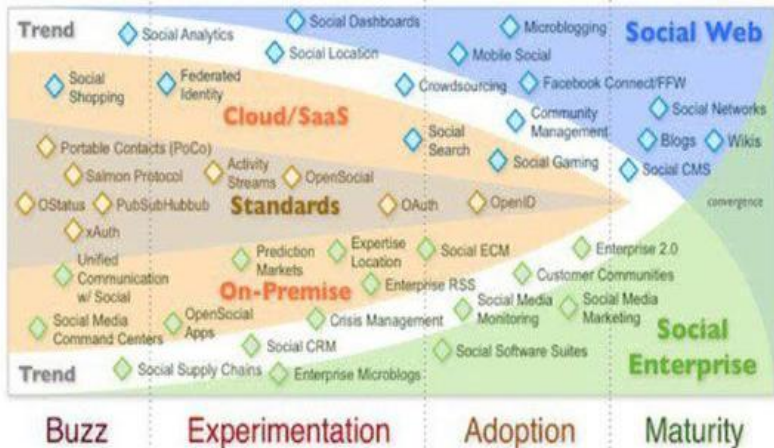 Trend
Social Analytics
Social Dashboards
Microblogging
Social Web
Social Location
Mobile Social
Social
Shopping
Federated
Identity
Crowdsourcing
Facebook Connect/FFW
Cloud/SaaS
Community
Management
Social Networks
Social
Search
Blogs
Wikis
Portable Contacts (PoCo)
Social Gaming
Social CMS
Salmon Protocol
Activity
Streams
OpenSocial
OStatus
PubSubHubbub
Standards
OAuth
OpenID
convergence
xAuth
Unified
Communication
w/ Social
Prediction
Markets
Expertise
Location
Social ECM
Enterprise 2.0
On-Premise
Enterprise RSS
Customer Communities
Social Media
Command Centers
OpenSocial
Apps
Crisis Management
Social Media
Monitoring
Social Media
Marketing
Social
Enterprise
Social CRM
Social Software Suites
Trend
Social Supply Chains
Enterprise Microblogs
Buzz
Experimentation
Adoption
Maturity